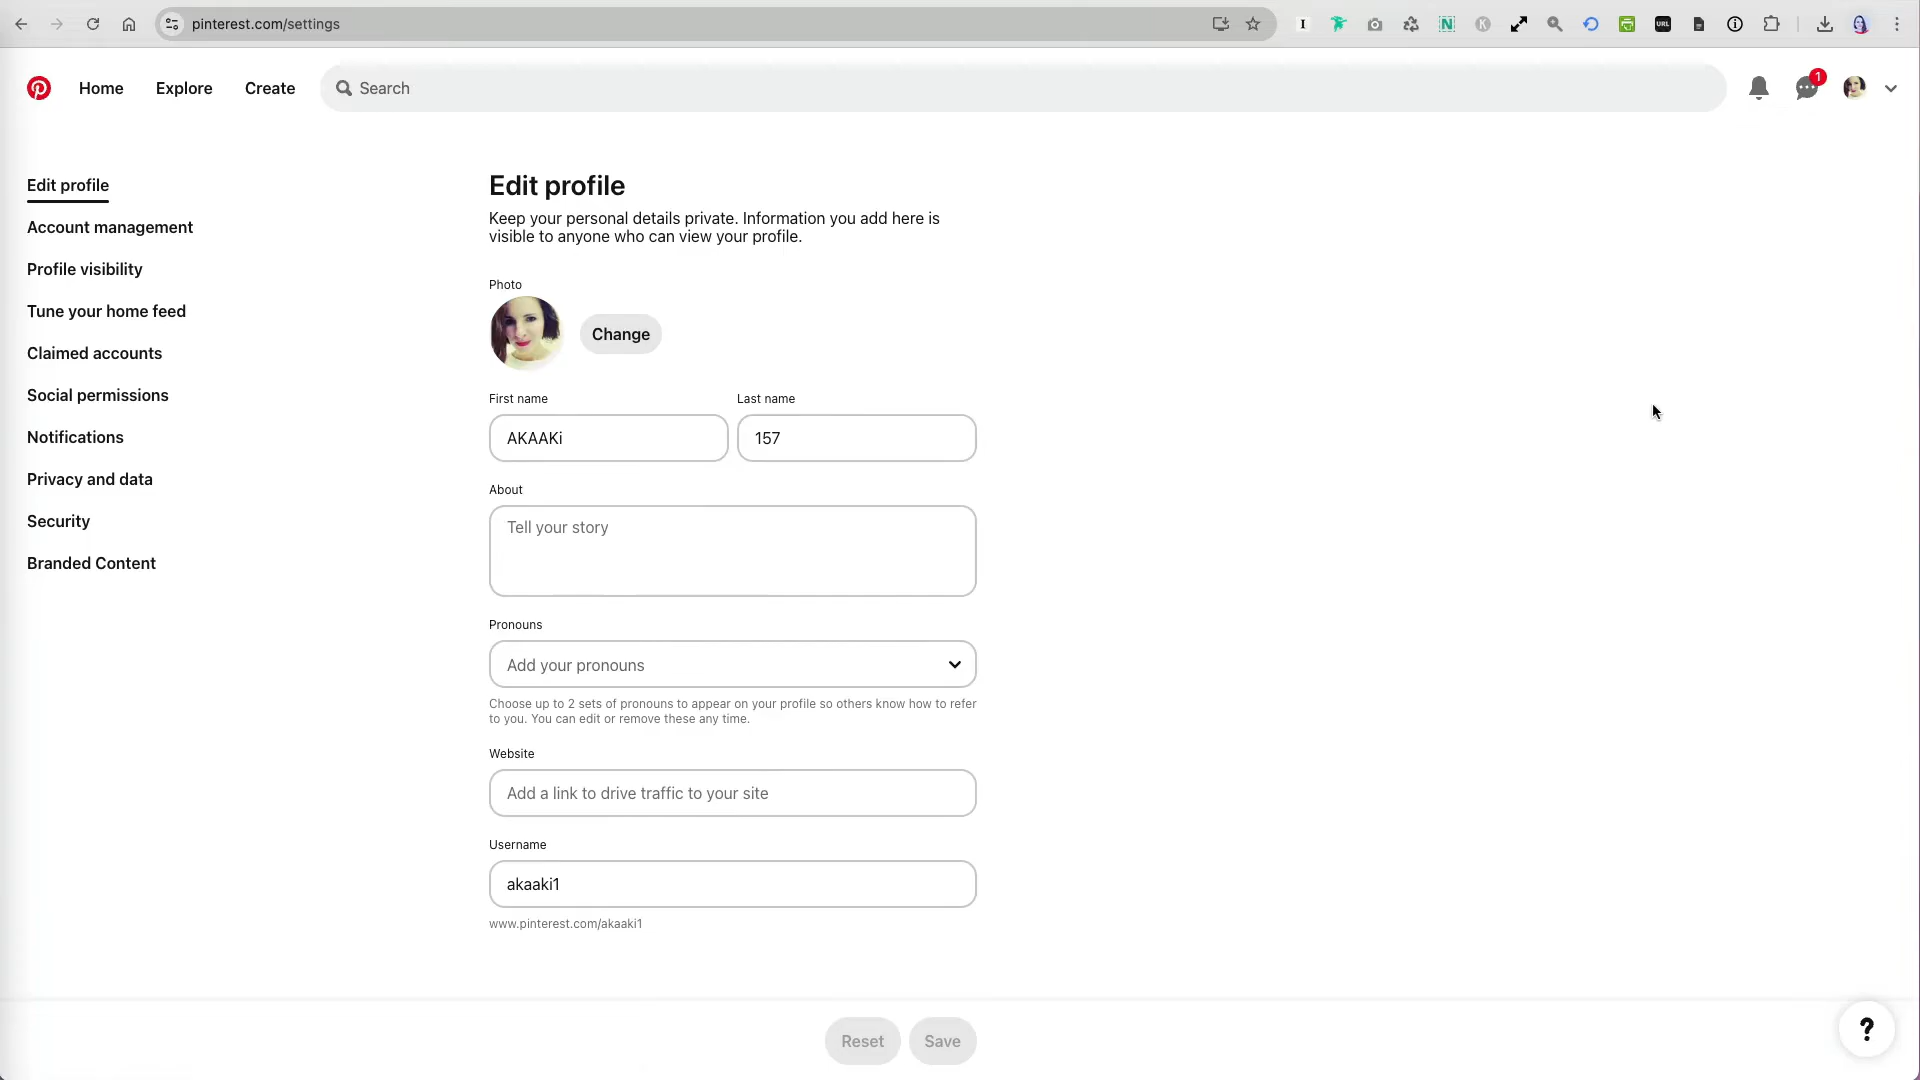 pinterest.com/settings
URL
Home
Explore
Create
Search
1
Edit profile
Account management
Profile visibility
Tune your home feed
Claimed accounts
Social permissions
Notifications
Privacy and data
Security
Branded Content
Edit profile
Keep your personal details private. Information you add here is
visible to anyone who can view your profile.
Photo
Change
First name
Last name
AKAAKi
157
About
Tell your story
Pronouns
Add your pronouns
Choose up to 2 sets of pronouns to appear on your profile so others know how to refer
to you. You can edit or remove these any time.
Website
Add a link to drive traffic to your site
Username
akaaki1
www.pinterest.com/akaaki1
Reset
Save
?